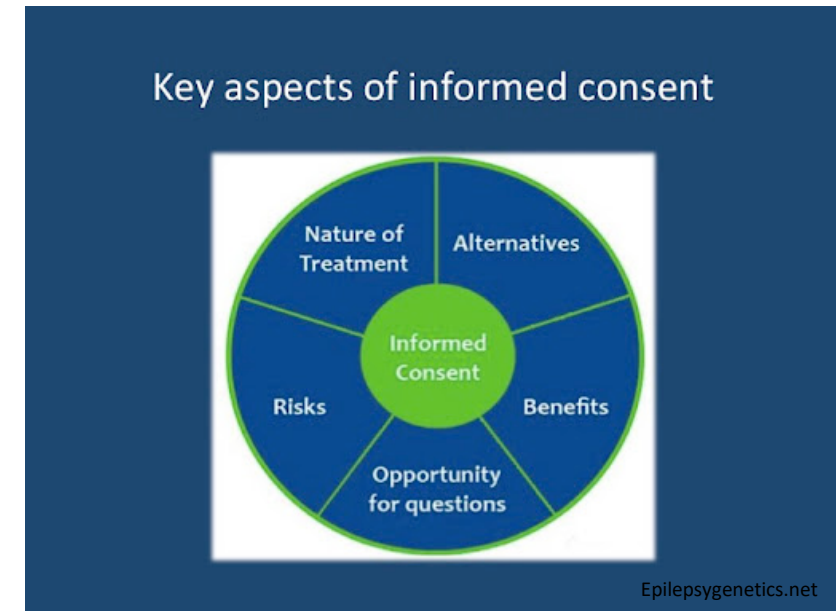 Key aspects of informed consent
Nature of
Treatment
Alternatives
Informed
Consent
Risks
Benefits
Opportunity
for questions
Epilepsygenetics.net